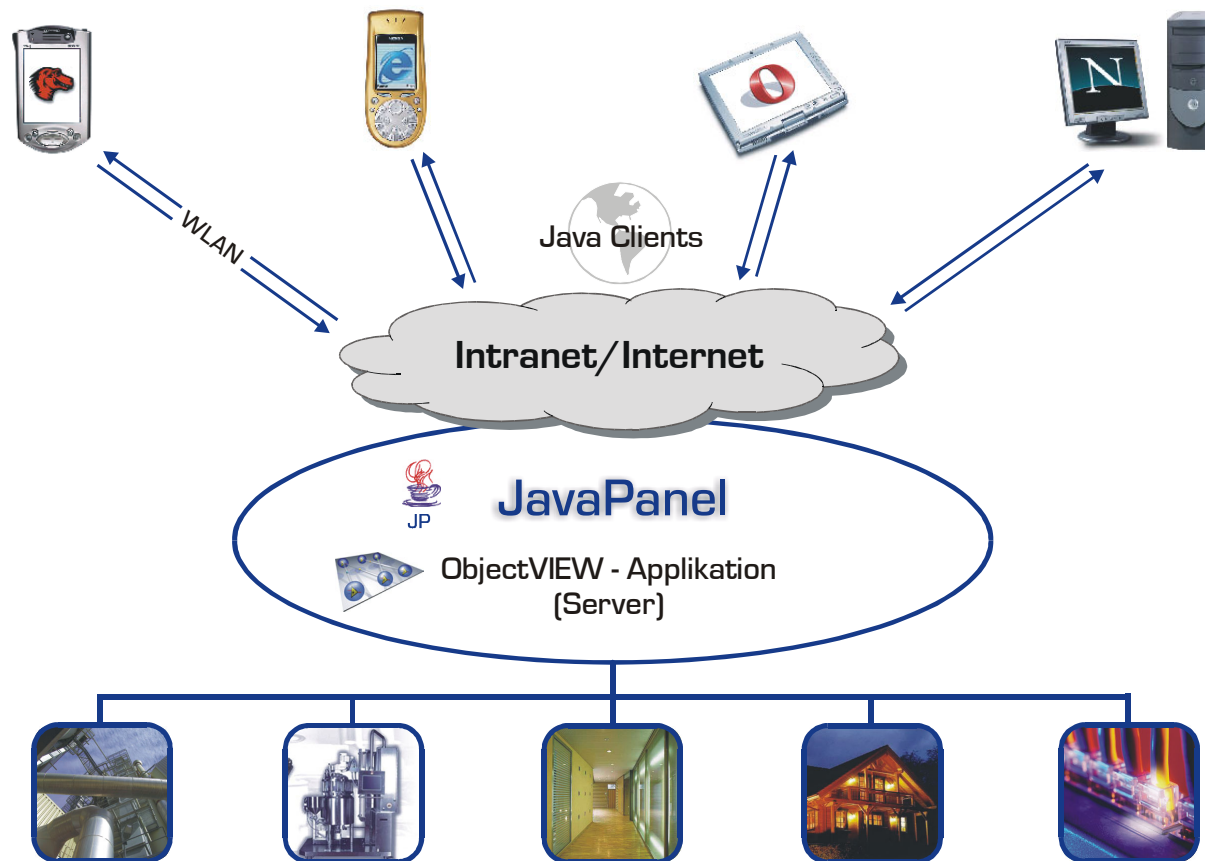 N
WLAN
Java Clients
Intranet/Internet
JavaPanel
JP
ObjectVIEW - Applikation
(Server)